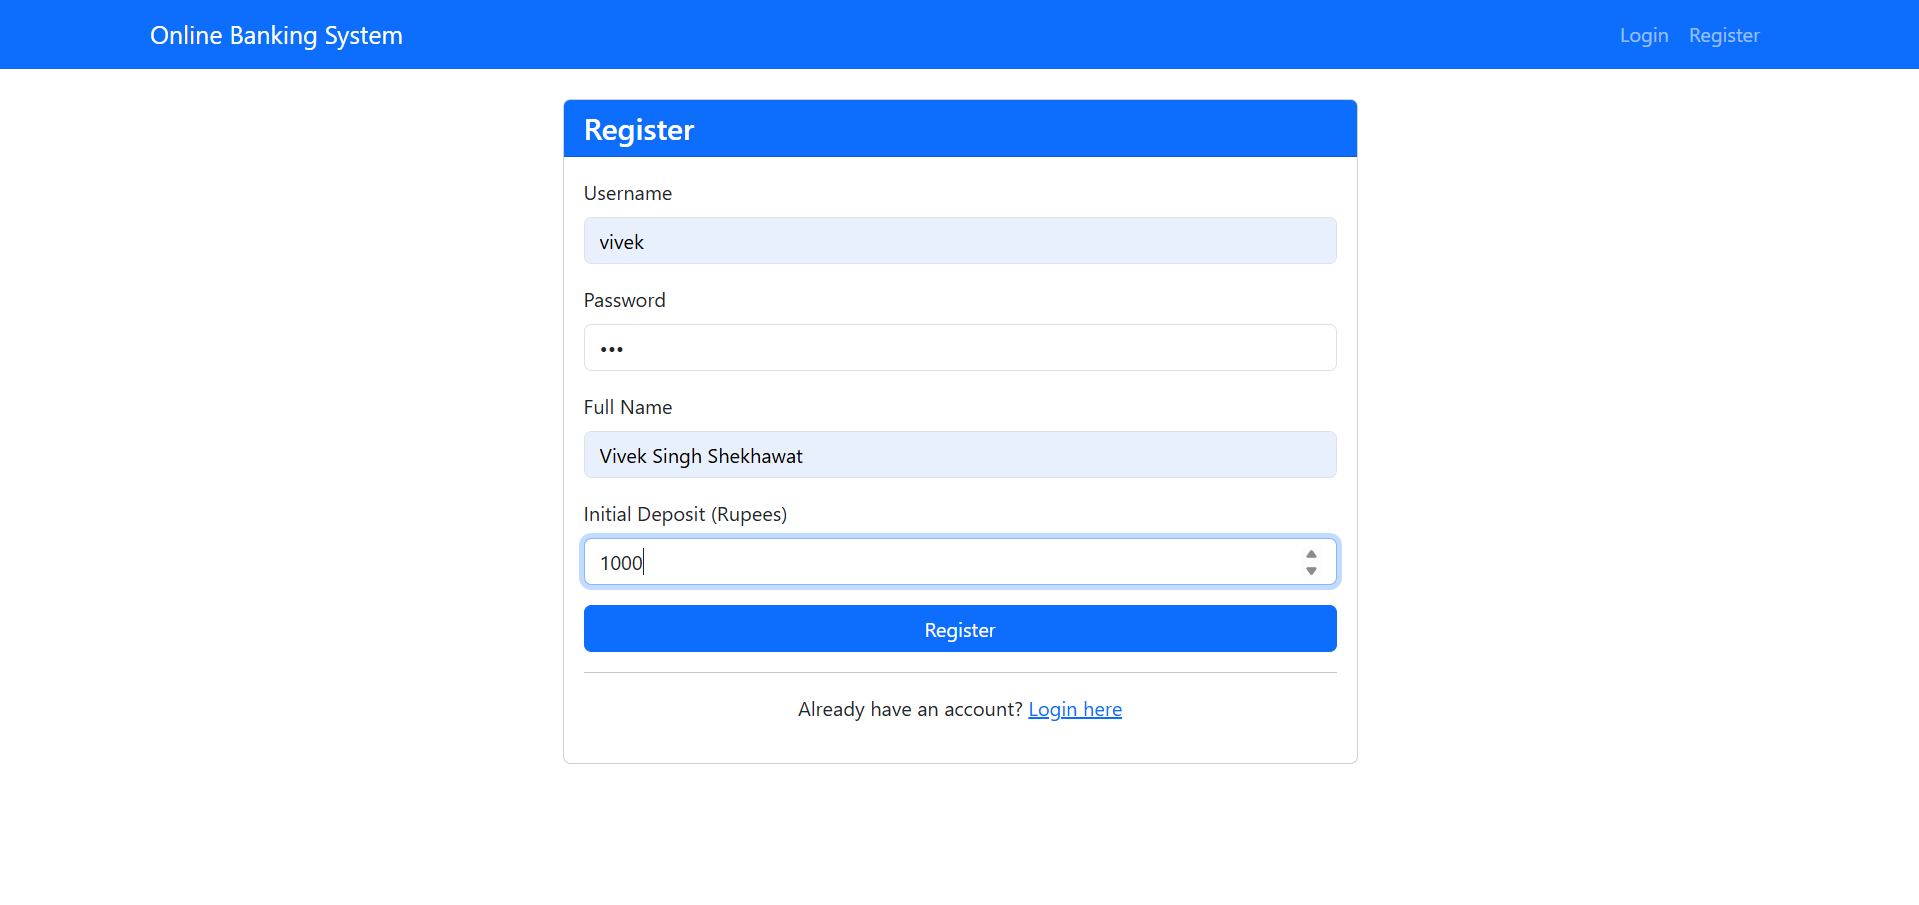 Online Banking System
Login Register
Register
Username
vivek
Password
•••
Full Name
Vivek Singh Shekhawat
Initial Deposit (Rupees)
1000
Register
Already have an account? Login here